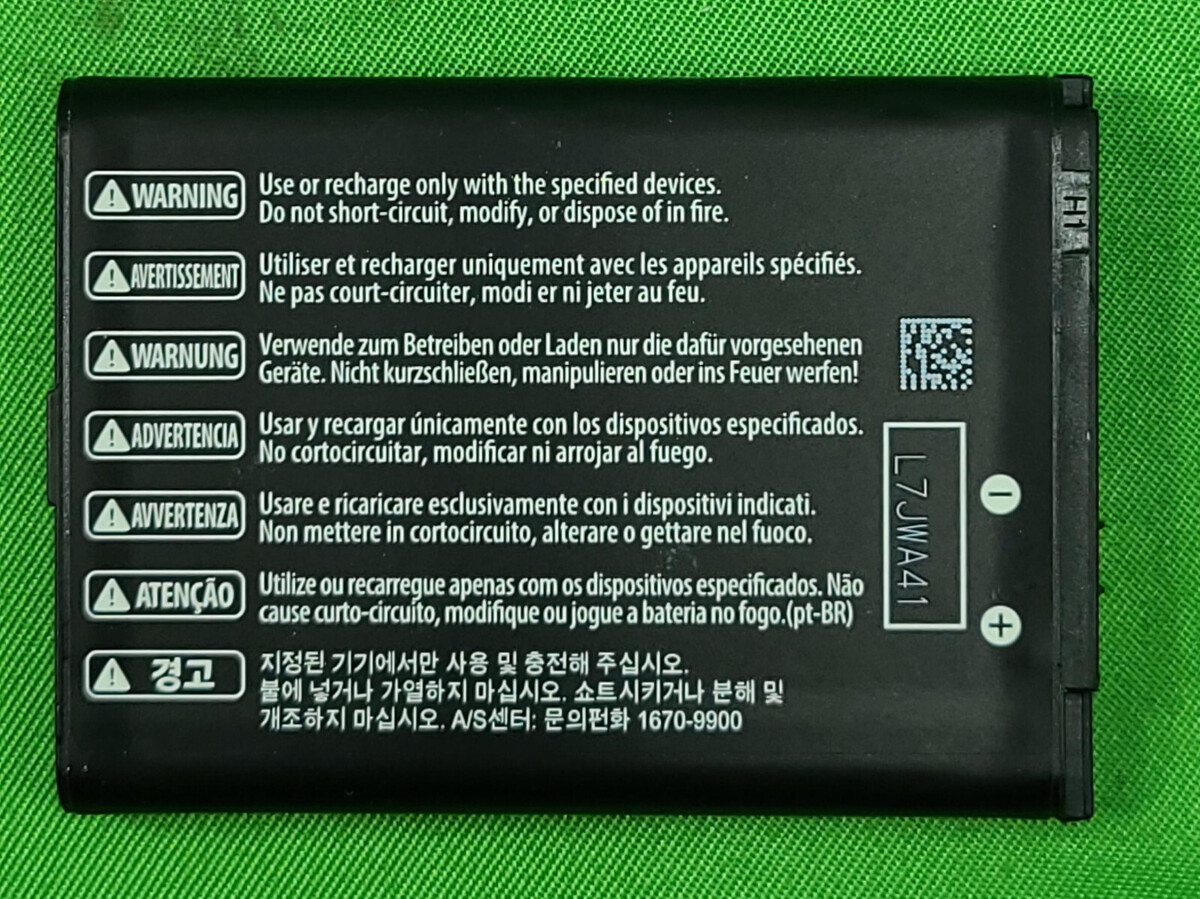 WARNING
Use or recharge only with the specified devices.
Do not short-circuit, modify, or dispose of in fire.
AVERTISSEMENT
Utiliser et recharger uniquement avec les appareils spécifiés.
Ne pas court-circuiter, modi er ni jeter au feu.
WARNUNG
Verwende zum Betreiben oder Laden nur die dafür vorgesehenen
Geräte. Nicht kurzschließen, manipulieren oder ins Feuer werfen!
ADVERTENCIA
Usar y recargar únicamente con los dispositivos especificados.
No cortocircuitar, modificar ni arrojar al fuego.
AVVERTENZA
Usare e ricaricare esclusivamente con i dispositivi indicati.
Non mettere in cortocircuito, alterare o gettare nel fuoco.
ATENÇÃO
Utilize ou recarregue apenas com os dispositivos especificados. Não
cause curto-circuito, modifique ou jogue a bateria no fogo.(pt-BR)
경고
지정된 기기에서만 사용 및 충전해 주십시오.
불에 넣거나 가열하지 마십시오. 쇼트시키거나 분해 및
개조하지 마십시오. A/S센터: 문의전화 1670-9900
H1
L7JWA41
−
+